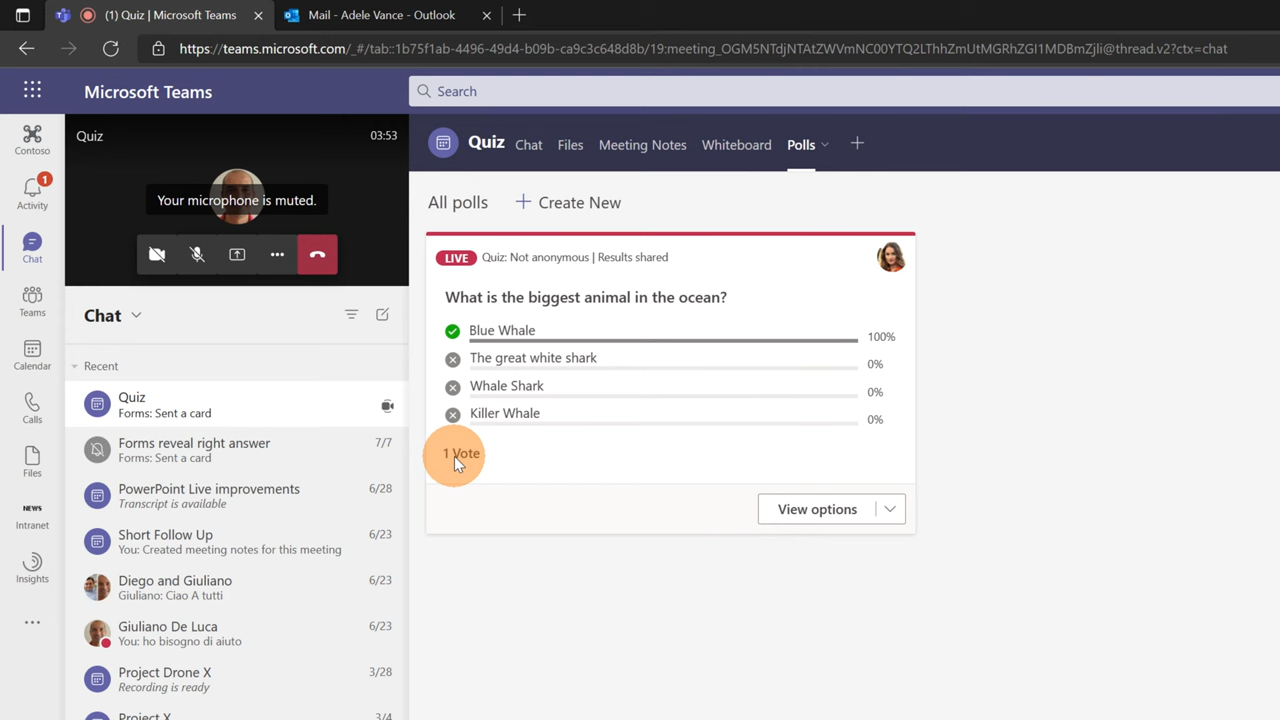 (1) Quiz | Microsoft Teams
Mail - Adele Vance - Outlook
https://teams.microsoft.com/_#/tab::1b75f1ab-4496-49d4-b09b-ca9c3c648d8b/19:meeting_OGM5NTdjNTAtZWVmNC00YTQ2LThhZmUtMGRhZGI1MDBmZjli@thread.v2?ctx=chat
Microsoft Teams
Search
Contoso
Activity
1
Chat
Teams
Calendar
Calls
Files
NEWS
Intranet
Insights
Quiz
03:53
Your microphone is muted.
Chat
Recent
Quiz
Forms: Sent a card
Forms reveal right answer
7/7
Forms: Sent a card
PowerPoint Live improvements
6/28
Transcript is available
Short Follow Up
6/23
You: Created meeting notes for this meeting
Diego and Giuliano
6/23
Giuliano: Ciao A tutti
Giuliano De Luca
6/23
You: ho bisogno di aiuto
Project Drone X
3/28
Recording is ready
Project X
3/4
Quiz
Chat
Files
Meeting Notes
Whiteboard
Polls
All polls
Create New
LIVE
Quiz: Not anonymous | Results shared
What is the biggest animal in the ocean?
Blue Whale
100%
The great white shark
0%
Whale Shark
0%
Killer Whale
0%
1 Vote
View options